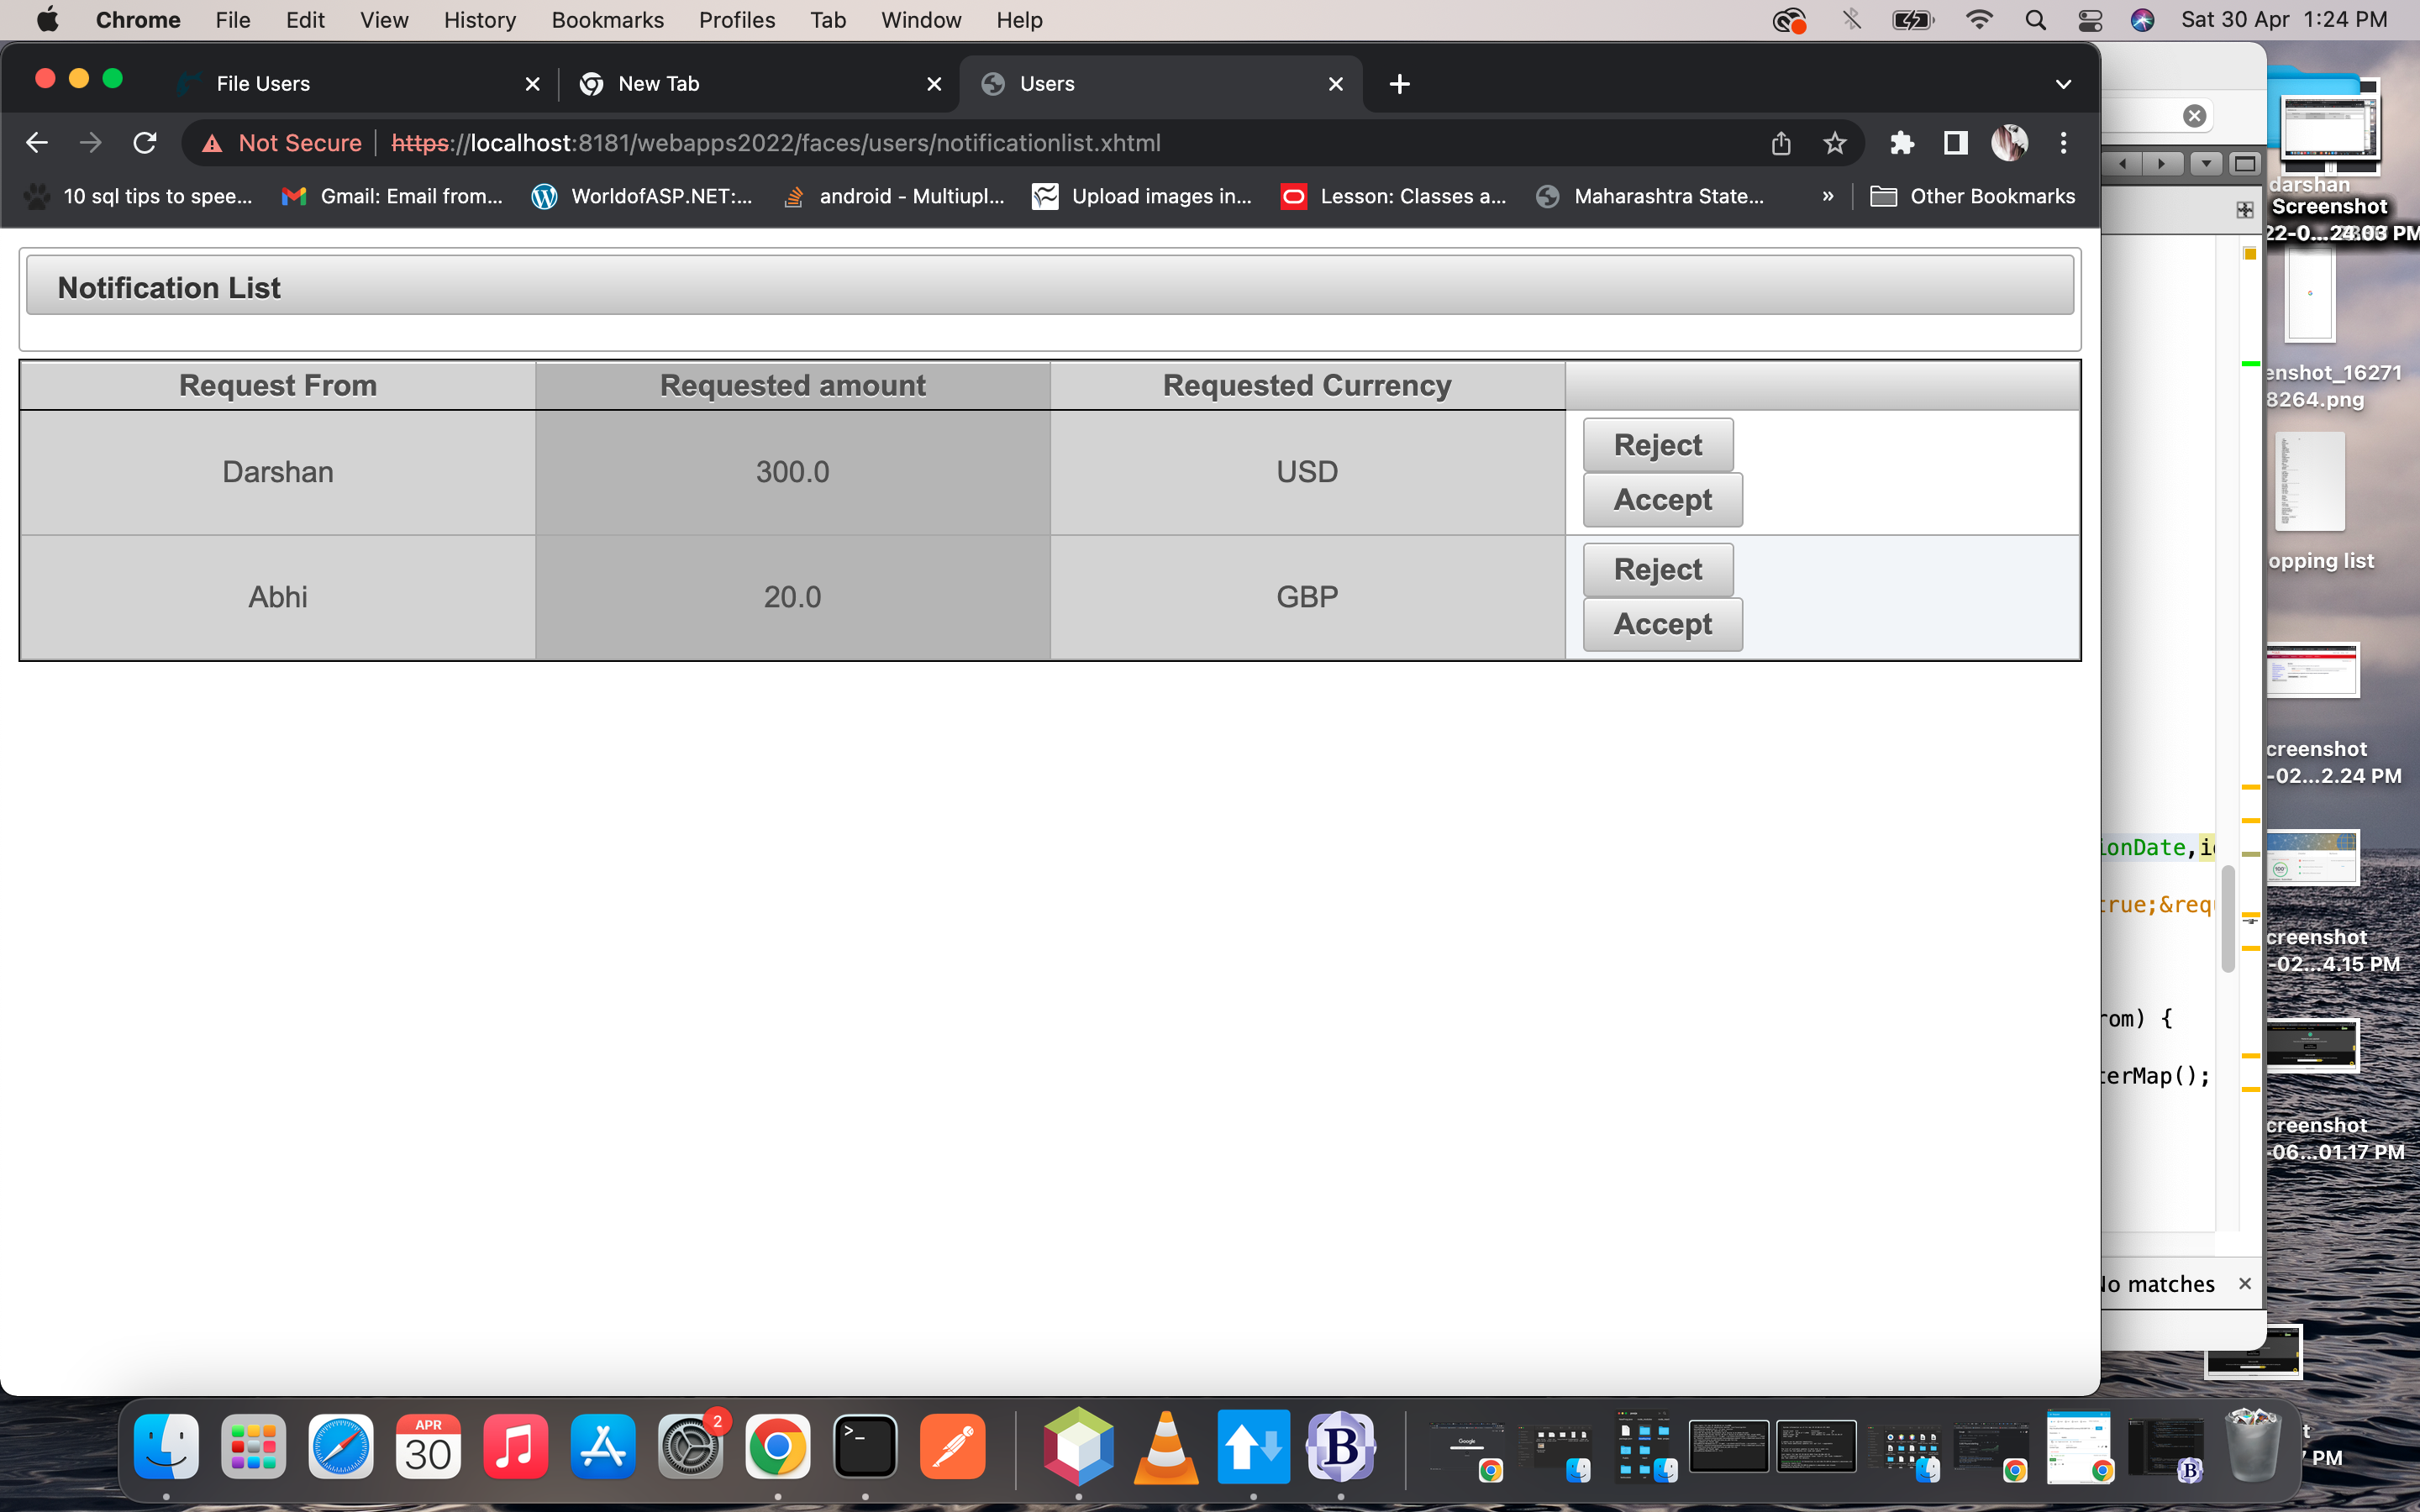 Chrome File Edit View History Bookmarks Profiles Tab Window Help Sat 30 Apr 1:24 PM
File Users New Tab Users
Not Secure https://localhost:8181/webapps2022/faces/users/notificationlist.xhtml
10 sql tips to spee... Gmail: Email from... WorldofASP.NET:... android - Multiupl... Upload images in... Lesson: Classes a... Maharashtra State... » Other Bookmarks
Notification List
Request From Requested amount Requested Currency
Darshan 300.0 USD Reject
Accept
Abhi 20.0 GBP Reject
Accept
darshan
Screenshot
22-0...24.03 PM
enshot_16271
8264.png
opping list
creenshot
-02...2.24 PM
ionDate,i
true;&req
creenshot
-02...4.15 PM
rom) {
terMap();
creenshot
-06...01.17 PM
No matches
APR
30
2
B
PM